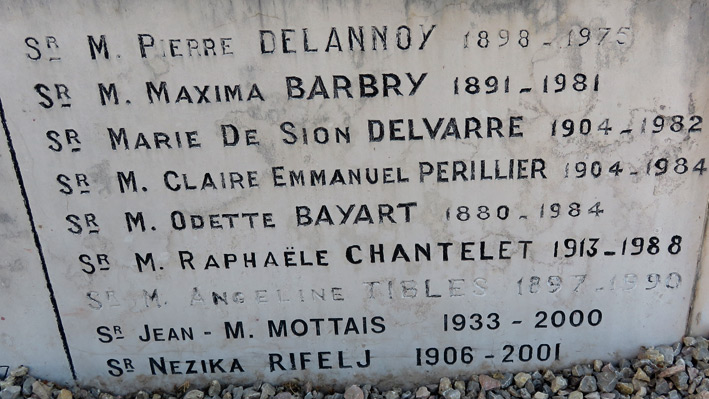 SR M. PIERRE DELANNOY 1898 - 1975
SR M. MAXIMA BARBRY 1891 - 1981
SR MARIE DE SION DELVARRE 1904 - 1982
SR M. CLAIRE EMMANUEL PERILLIER 1904 - 1984
SR M. ODETTE BAYART 1880 - 1984
SR M. RAPHAËLE CHANTELET 1913 - 1988
SR M. ANGELINE TIBLES 1897 - 1990
SR JEAN - M. MOTTAIS 1933 - 2000
SR NEZIKA RIFELJ 1906 - 2001